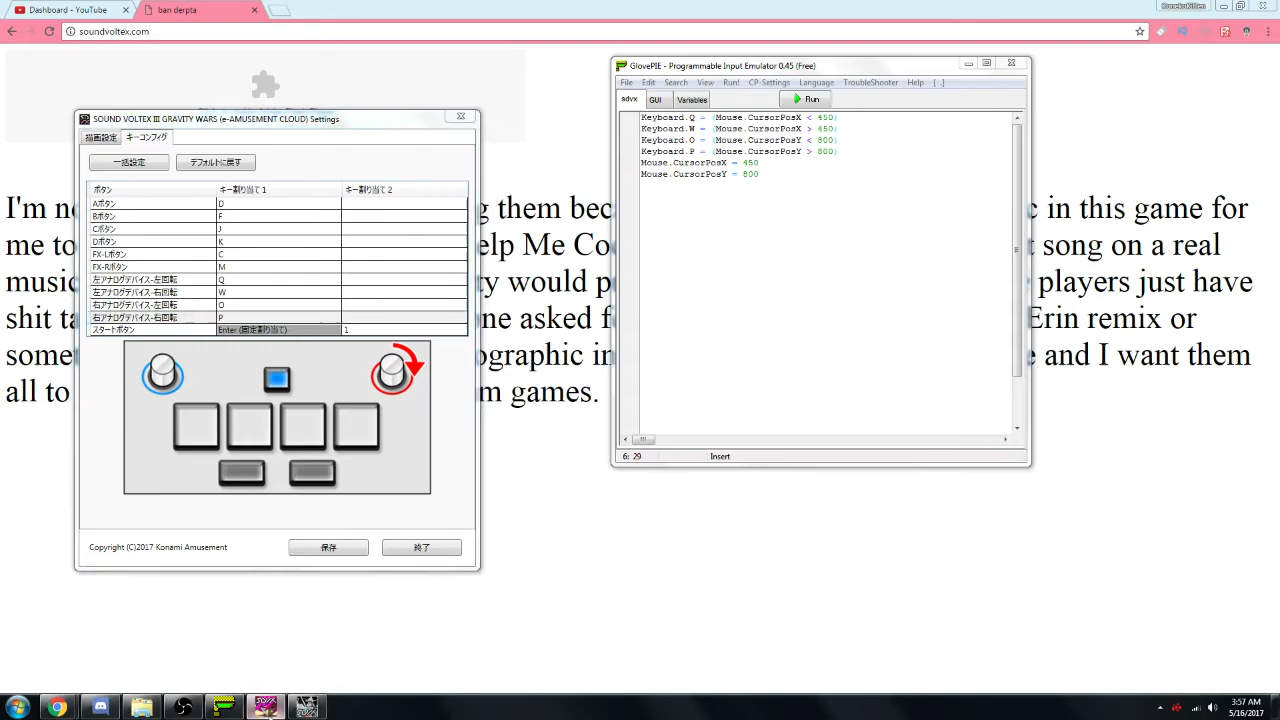 Dashboard - YouTube
ban derpta
KonekoKitten
soundvoltex.com
I'm no
g them bec
c in this game for
me to
elp Me Co
t song on a real
music
ty would p
players just have
shit ta
ne asked f
Erin remix or
some
ographic in
e and I want them
all to
m games.
SOUND VOLTEX III GRAVITY WARS (e-AMUSEMENT CLOUD) Settings
描画設定 キーコンフィグ
一括設定 デフォルトに戻す
ボタン キー割り当て 1 キー割り当て 2
Aボタン D
Bボタン F
Cボタン J
Dボタン K
FX-Lボタン C
FX-Rボタン M
左アナログデバイス-左回転 Q
左アナログデバイス-右回転 W
右アナログデバイス-左回転 O
右アナログデバイス-右回転 P
スタートボタン Enter (固定割り当て) 1
Copyright (C)2017 Konami Amusement 保存 終了
GlovePIE - Programmable Input Emulator 0.45 (Free)
File Edit Search View Run! CP-Settings Language TroubleShooter Help [ .]
sdvx GUI Variables Run
Keyboard.Q = (Mouse.CursorPosX < 450)
Keyboard.W = (Mouse.CursorPosX > 450)
Keyboard.O = (Mouse.CursorPosY < 800)
Keyboard.P = (Mouse.CursorPosY > 800)
Mouse.CursorPosX = 450
Mouse.CursorPosY = 800
6: 29 Insert
3:57 AM
5/16/2017